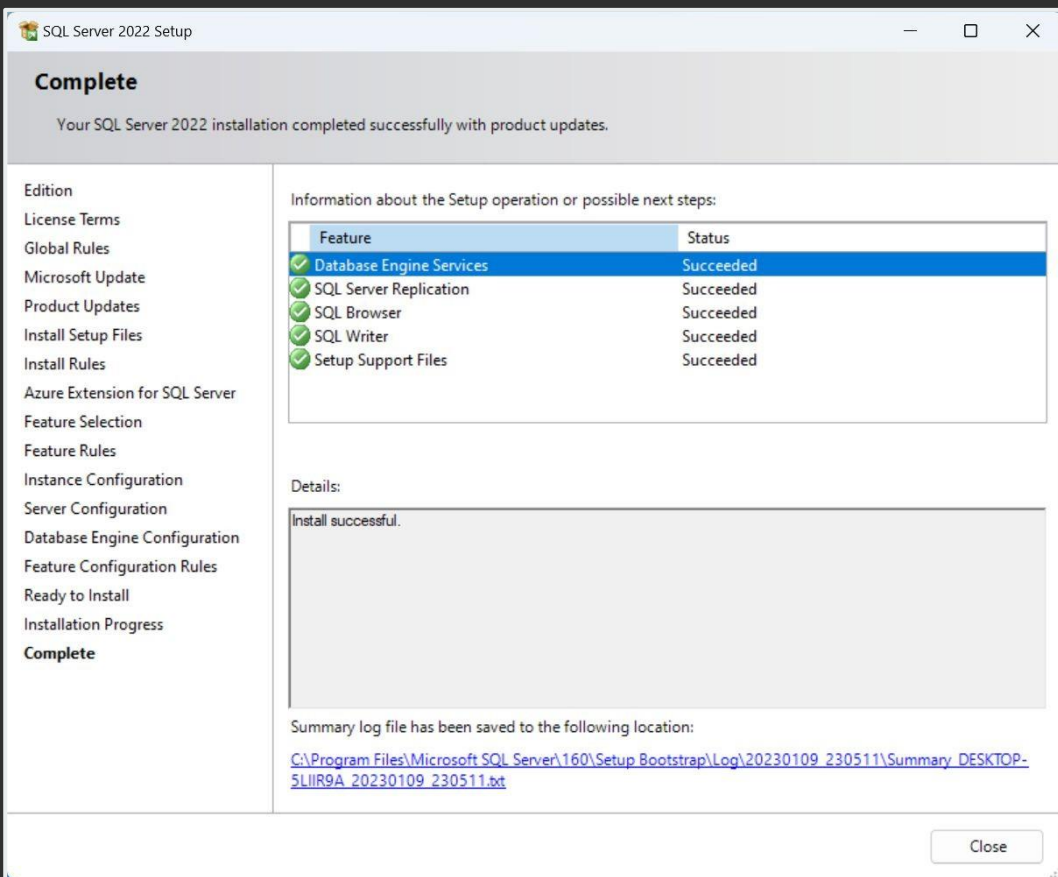 SQL Server 2022 Setup
Complete
Your SQL Server 2022 installation completed successfully with product updates.
Edition
License Terms
Global Rules
Microsoft Update
Product Updates
Install Setup Files
Install Rules
Azure Extension for SQL Server
Feature Selection
Feature Rules
Instance Configuration
Server Configuration
Database Engine Configuration
Feature Configuration Rules
Ready to Install
Installation Progress
Complete
Information about the Setup operation or possible next steps:
Feature Status
Database Engine Services Succeeded
SQL Server Replication Succeeded
SQL Browser Succeeded
SQL Writer Succeeded
Setup Support Files Succeeded
Details:
Install successful.
Summary log file has been saved to the following location:
C:\Program Files\Microsoft SQL Server\160\Setup Bootstrap\Log\20230109_230511\Summary_DESKTOP-
5LIIR9A_20230109_230511.txt
Close